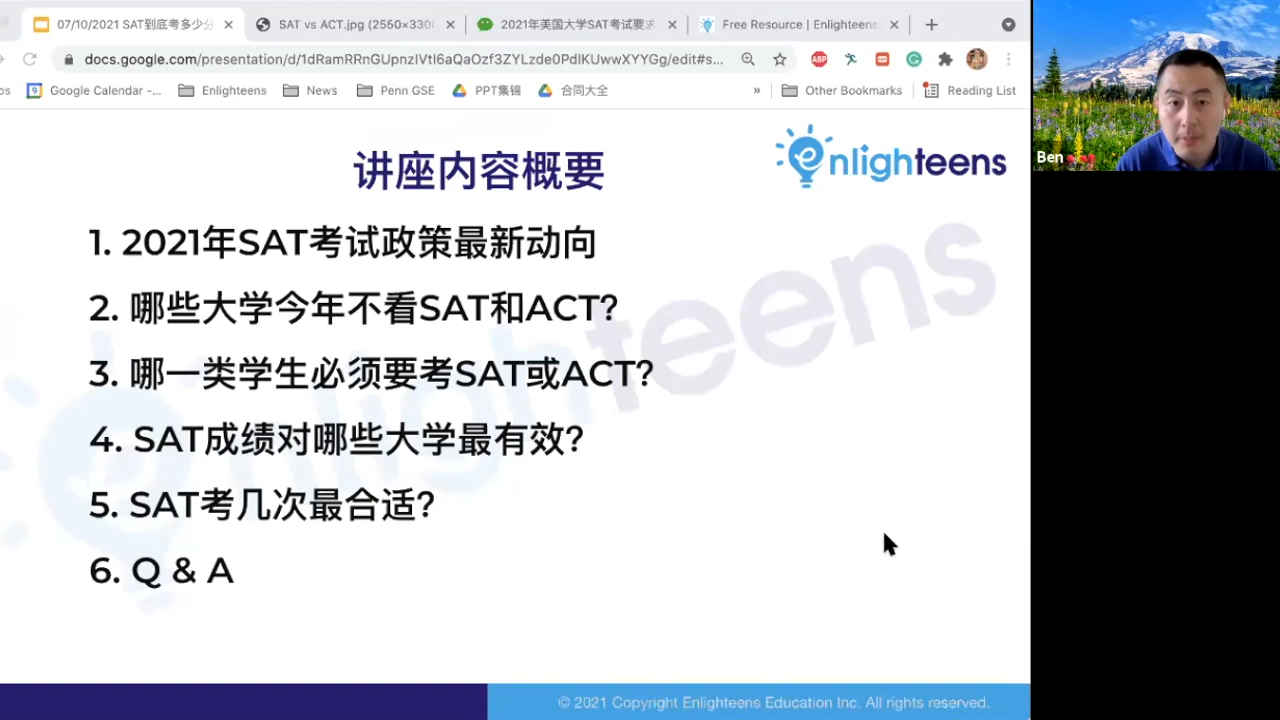 07/10/2021 SAT到底考多少分
SAT vs ACT.jpg (2560×330
2021年美国大学SAT考试要求
Free Resource | Enlighteens
docs.google.com/presentation/d/1dRamRRnGUpnzIVtl6aQaOzf3ZYLzde0PdlKUwwXYYGg/edit#s...
Google Calendar -...
Enlighteens
News
Penn GSE
PPT集锦
合同大全
»
Other Bookmarks
Reading List
讲座内容概要
enlighteens
1. 2021年SAT考试政策最新动向
2. 哪些大学今年不看SAT和ACT?
3. 哪一类学生必须要考SAT或ACT?
4. SAT成绩对哪些大学最有效?
5. SAT考几次最合适?
6. Q & A
© 2021 Copyright Enlighteens Education Inc. All rights reserved.
Ben